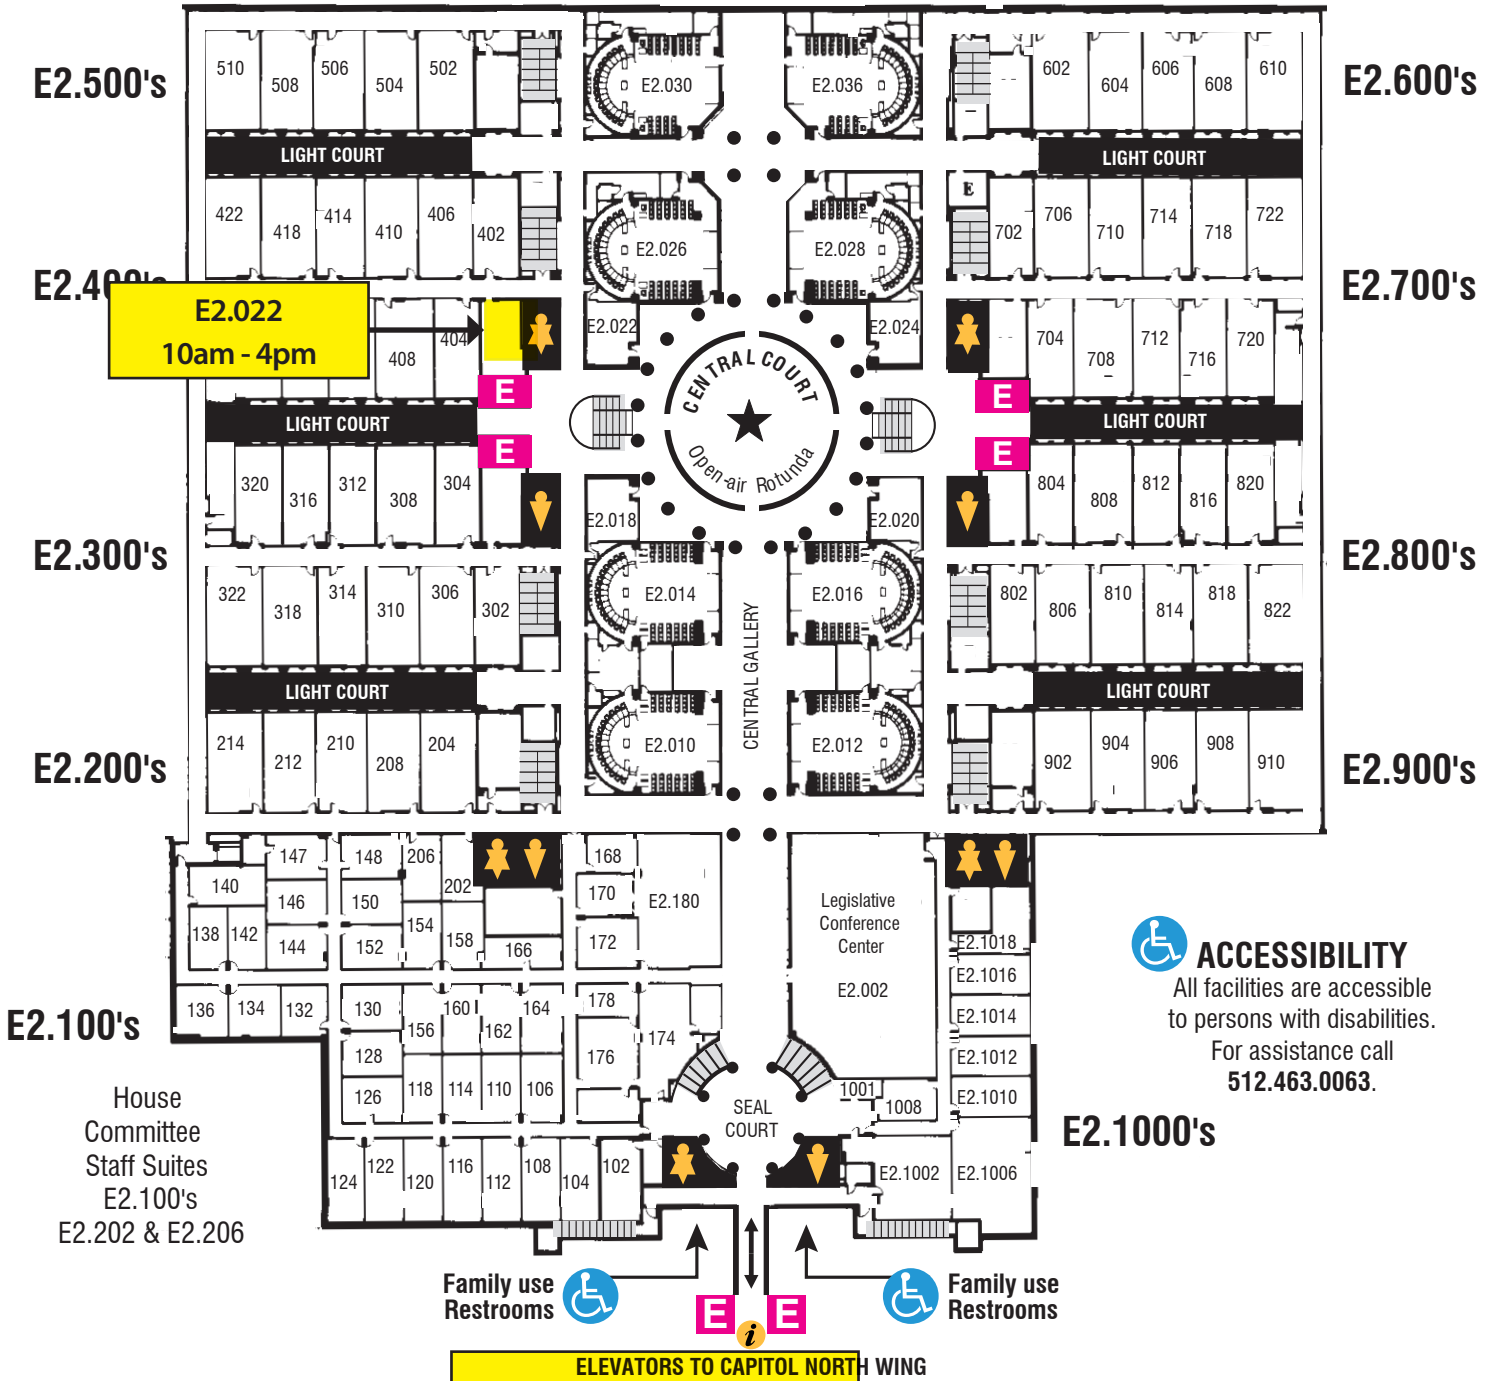 E2.500's
510
508
506
504
502
E2.030
E2.036
602
604
606
608
610
E2.600's
LIGHT COURT
LIGHT COURT
E
422
418
414
410
406
402
E2.026
E2.028
702
706
710
714
718
722
E2.400's
E2.700's
E2.022
10am - 4pm
408
404
E2.022
E2.024
704
708
712
716
720
CENTRAL COURT
Open-air Rotunda
E
E
LIGHT COURT
LIGHT COURT
E
E
320
316
312
308
304
E2.018
E2.020
804
808
812
816
820
E2.300's
E2.800's
322
318
314
310
306
302
E2.014
E2.016
802
806
810
814
818
822
CENTRAL GALLERY
LIGHT COURT
LIGHT COURT
E2.200's
214
212
210
208
204
E2.010
E2.012
902
904
906
908
910
E2.900's
147
148
206
168
140
202
170
E2.180
146
150
138
142
154
158
172
144
152
166
Legislative
Conference
Center
E2.002
E2.1018
E2.1016
E2.1014
E2.1012
E2.1010
ACCESSIBILITY
All facilities are accessible
to persons with disabilities.
For assistance call
512.463.0063.
E2.100's
136
134
132
130
160
164
178
156
162
174
128
176
126
118
114
110
106
1001
1008
SEAL
COURT
E2.1000's
House
Committee
Staff Suites
E2.100's
E2.202 & E2.206
124
122
120
116
112
108
104
102
E2.1002
E2.1006
Family use
Restrooms
Family use
Restrooms
E
E
i
ELEVATORS TO CAPITOL NORTH WING